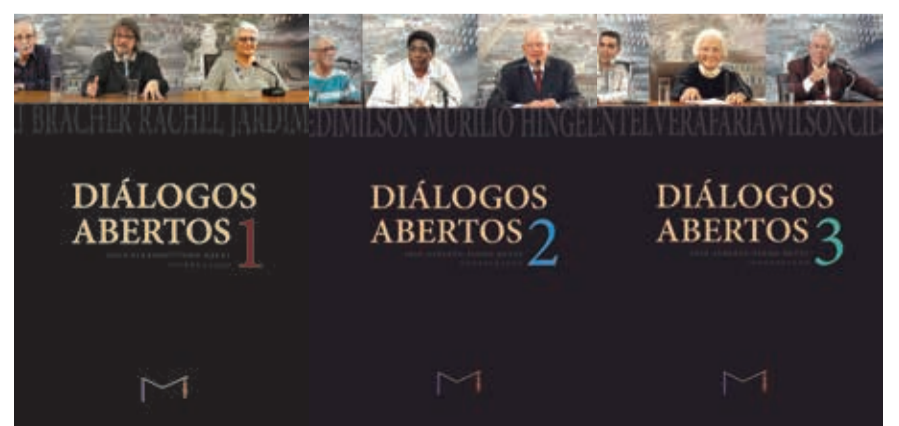 BRACHER RACHEL JARDIM
DIÁLOGOS
ABERTOS 1
EDIMILSON MURILIO HINGEL
DIÁLOGOS
ABERTOS 2
VERA FARIA WILSON CID
DIÁLOGOS
ABERTOS 3